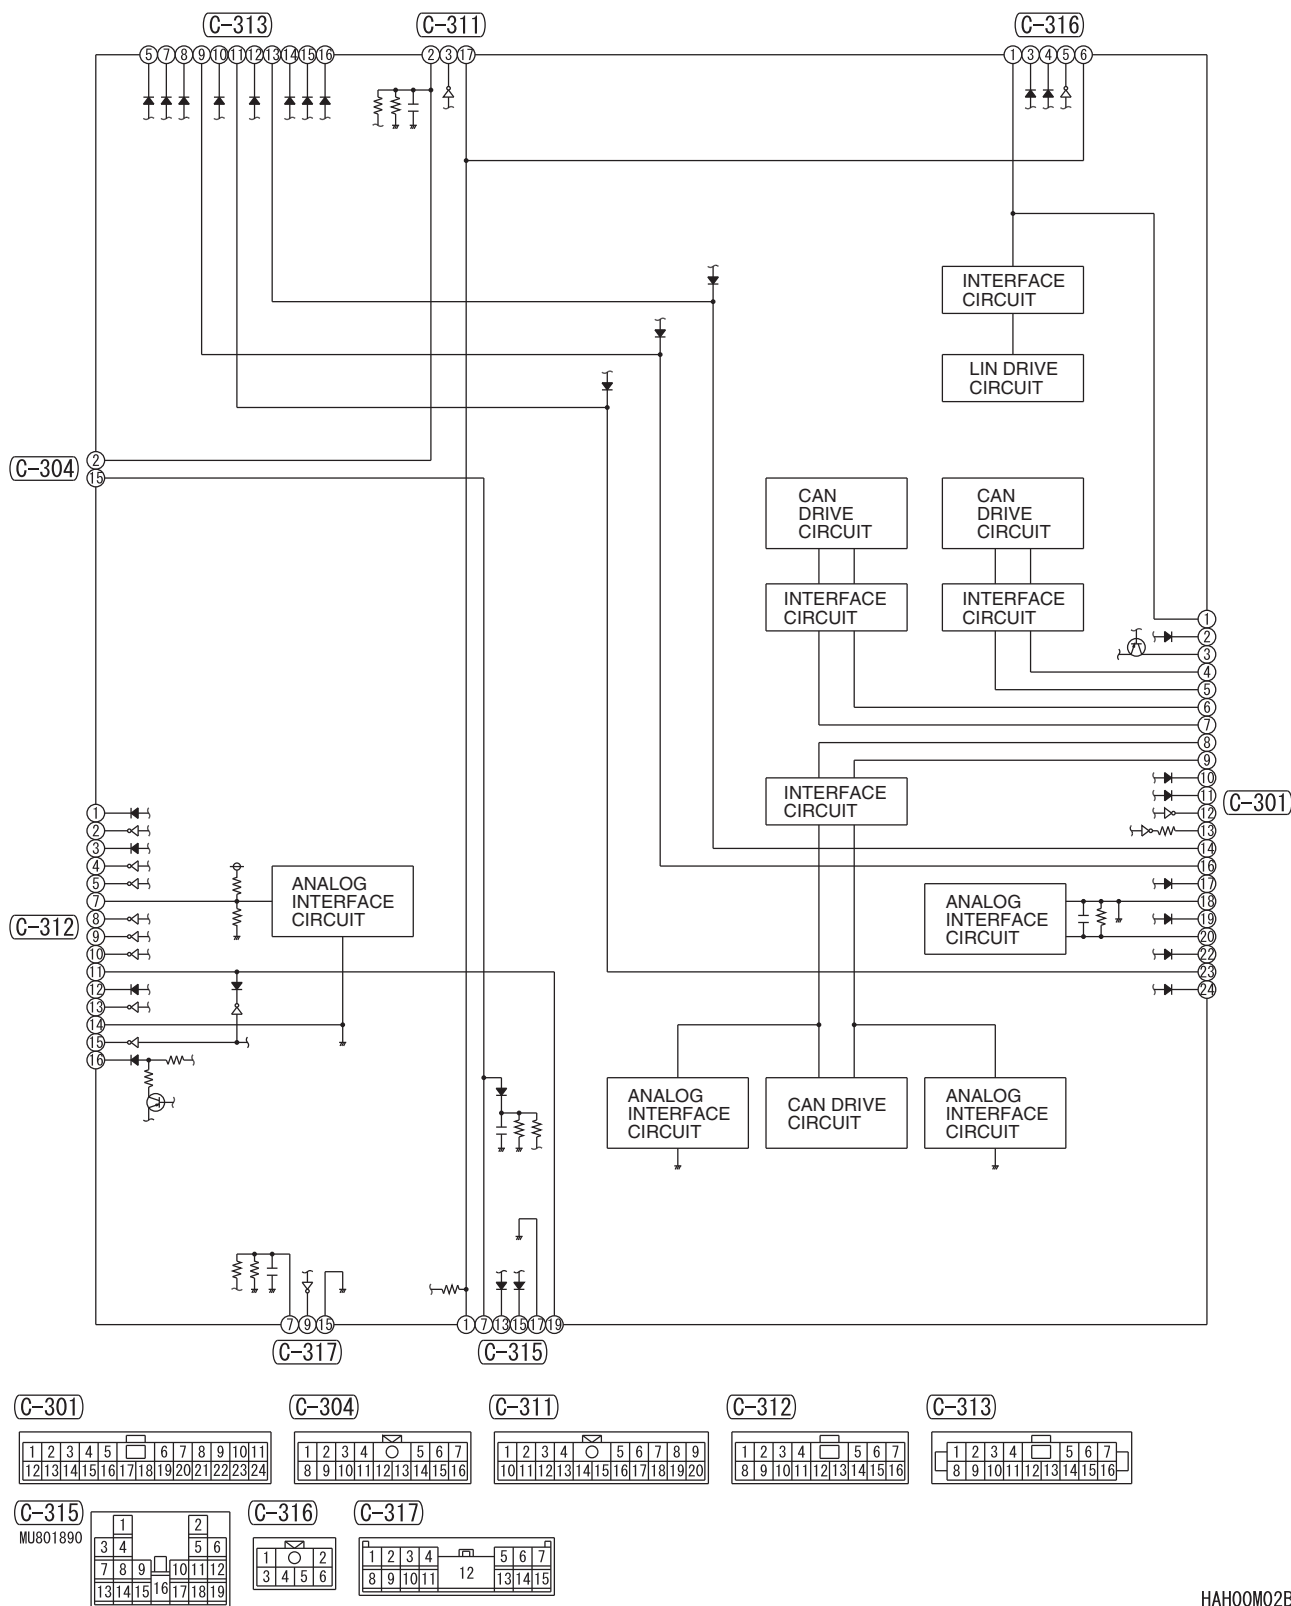 C-313
C-311
C-316
5 7 8 9 10 11 12 13 14 15 16
2 3 17
1 3 4 5 6
INTERFACE
CIRCUIT
LIN DRIVE
CIRCUIT
C-304
2
15
CAN
DRIVE
CIRCUIT
CAN
DRIVE
CIRCUIT
INTERFACE
CIRCUIT
INTERFACE
CIRCUIT
1
2
3
4
5
6
7
8
9
10
11
12
13
14
16
17
18
19
20
22
23
24
C-301
INTERFACE
CIRCUIT
C-312
1
2
3
4
5
7
8
9
10
11
12
13
14
15
16
ANALOG
INTERFACE
CIRCUIT
ANALOG
INTERFACE
CIRCUIT
ANALOG
INTERFACE
CIRCUIT
CAN DRIVE
CIRCUIT
ANALOG
INTERFACE
CIRCUIT
7 9 15
1 7 13 15 17 19
C-317
C-315
C-301
1 2 3 4 5 6 7 8 9 10 11
12 13 14 15 16 17 18 19 20 21 22 23 24
C-304
1 2 3 4 5 6 7
8 9 10 11 12 13 14 15 16
C-311
1 2 3 4 5 6 7 8 9
10 11 12 13 14 15 16 17 18 19 20
C-312
1 2 3 4 5 6 7
8 9 10 11 12 13 14 15 16
C-313
1 2 3 4 5 6 7
8 9 10 11 12 13 14 15 16
C-315
MU801890
1 2
3 4 5 6
7 8 9 10 11 12
13 14 15 16 17 18 19
C-316
1 2
3 4 5 6
C-317
1 2 3 4 5 6 7
8 9 10 11 12 13 14 15
HAH00M02B